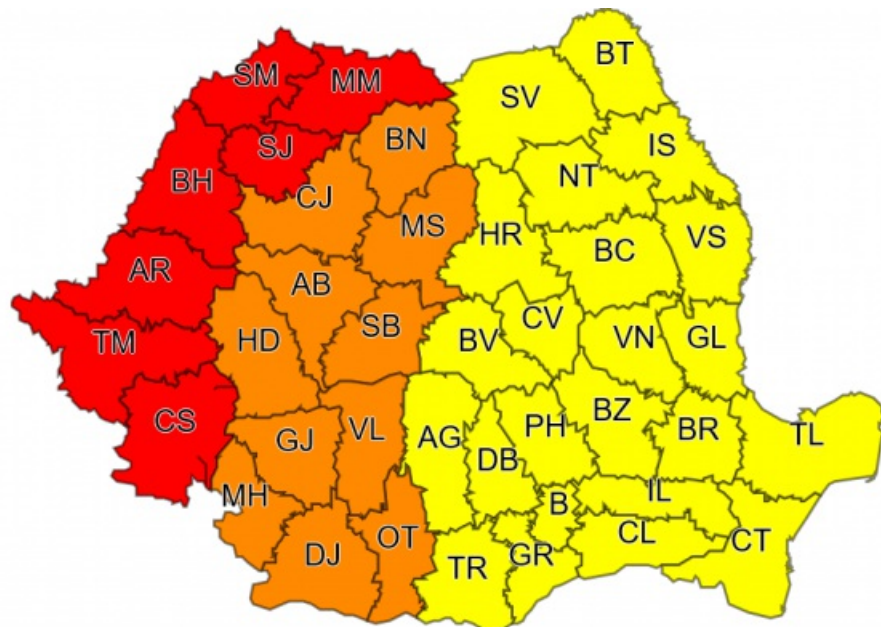 BT
SM
MM
SV
BN
IS
SJ
BH
NT
CJ
MS
HR
VS
BC
AR
AB
CV
SB
TM
HD
BV
VN
GL
CS
BZ
PH
VL
AG
BR
TL
GJ
DB
MH
B
IL
OT
CL
DJ
GR
CT
TR